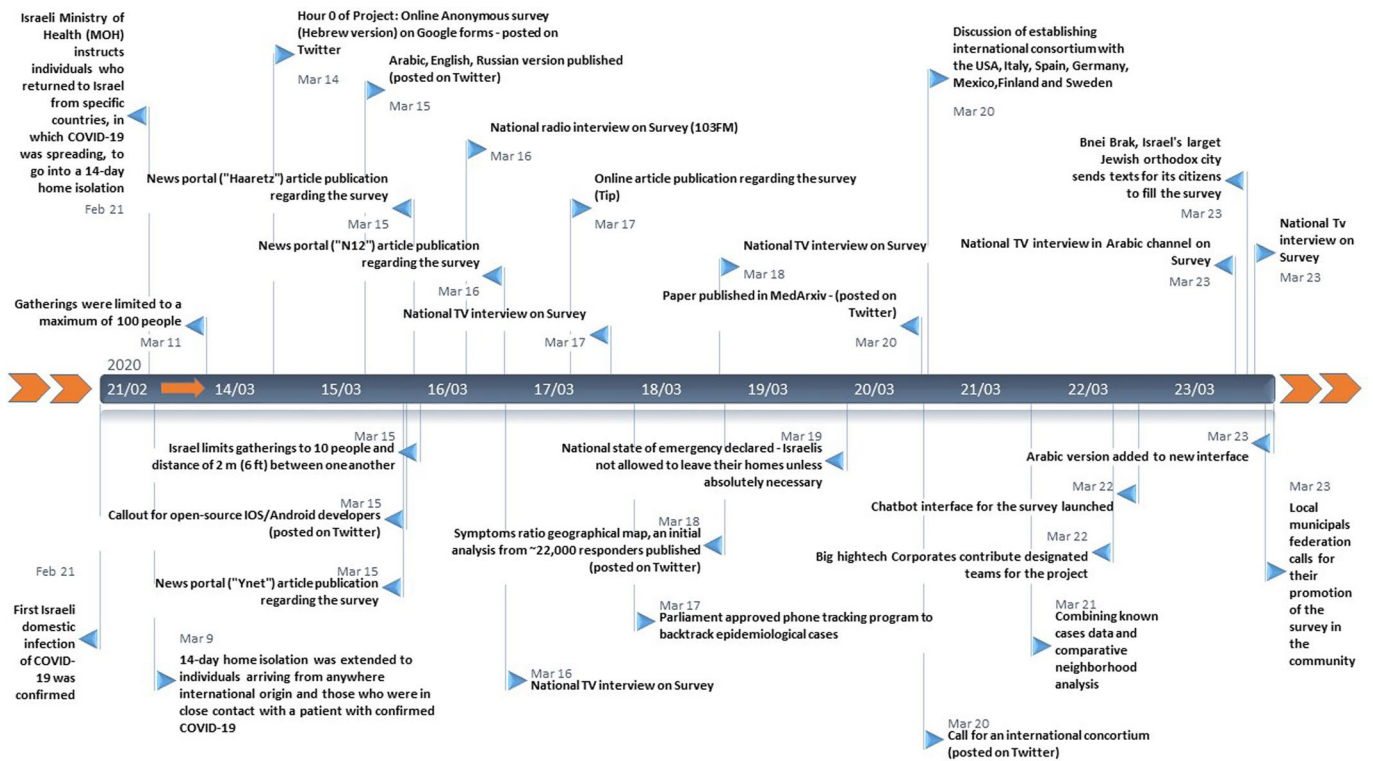 Israeli Ministry of
Health (MOH)
instructs
individuals who
returned to Israel
from specific
countries, in
which COVID-19
was spreading, to
go into a 14-day
home isolation
Feb 21
Hour 0 of Project: Online Anonymous survey
(Hebrew version) on Google forms - posted on
Twitter
Mar 14
Arabic, English, Russian version published
(posted on Twitter)
Mar 15
National radio interview on Survey (103FM)
Mar 16
News portal ("Haaretz") article publication
regarding the survey
Mar 15
Online article publication regarding the survey
(Tip)
Mar 17
News portal ("N12") article publication
regarding the survey
Mar 16
National TV interview on Survey
Mar 18
Gatherings were limited to a
maximum of 100 people
Mar 11
National TV interview on Survey
Mar 17
Paper published in MedArxiv - (posted on
Twitter)
Mar 20
Discussion of establishing
international consortium with
the USA, Italy, Spain, Germany,
Mexico,Finland and Sweden
Mar 20
Bnei Brak, Israel's larget
Jewish orthodox city
sends texts for its citizens
to fill the survey
Mar 23
National TV interview in Arabic channel on
Survey
Mar 23
National Tv
interview on
Survey
Mar 23
2020
21/02 14/03 15/03 16/03 17/03 18/03 19/03 20/03 21/03 22/03 23/03
Mar 15
Israel limits gatherings to 10 people and
distance of 2 m (6 ft) between one another
Mar 15
Callout for open-source IOS/Android developers
(posted on Twitter)
Mar 15
News portal ("Ynet") article publication
regarding the survey
Feb 21
First Israeli
domestic
infection
of COVID-
19 was
confirmed
Mar 9
14-day home isolation was extended to
individuals arriving from anywhere
international origin and those who were in
close contact with a patient with confirmed
COVID-19
Mar 19
National state of emergency declared - Israelis
not allowed to leave their homes unless
absolutely necessary
Mar 18
Symptoms ratio geographical map, an initial
analysis from ~22,000 responders published
(posted on Twitter)
Mar 17
Parliament approved phone tracking program to
backtrack epidemiological cases
Mar 16
National TV interview on Survey
Mar 23
Arabic version added to new interface
Mar 22
Chatbot interface for the survey launched
Mar 22
Big hightech Corporates contribute designated
teams for the project
Mar 21
Combining known
cases data and
comparative
neighborhood
analysis
Mar 20
Call for an international concortium
(posted on Twitter)
Mar 23
Local
municipals
federation
calls for
their
promotion
of the
survey in
the
community